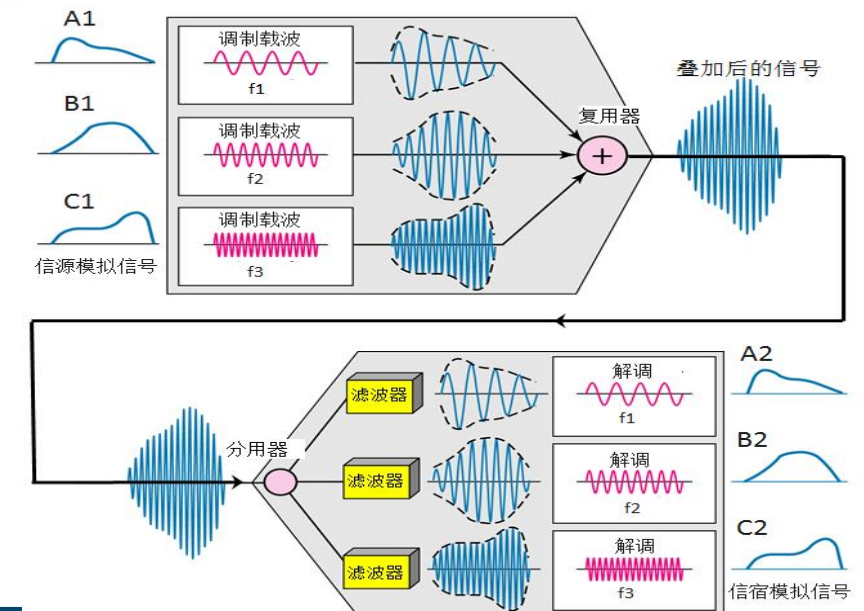 A1
调制载波
f1
B1
调制载波
f2
C1
调制载波
f3
信源模拟信号
复用器
+
叠加后的信号
分用器
滤波器
滤波器
滤波器
解调
f1
解调
f2
解调
f3
A2
B2
C2
信宿模拟信号